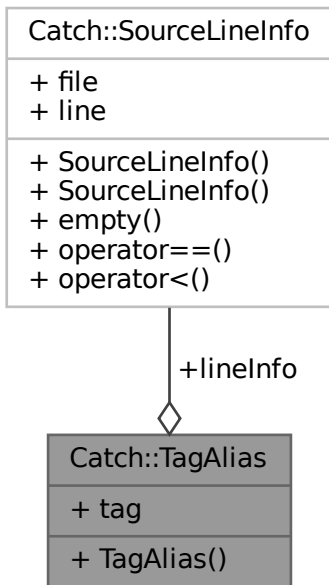 Catch::SourceLineInfo
+ file
+ line
+ SourceLineInfo()
+ SourceLineInfo()
+ empty()
+ operator==()
+ operator<()
+lineInfo
Catch::TagAlias
+ tag
+ TagAlias()